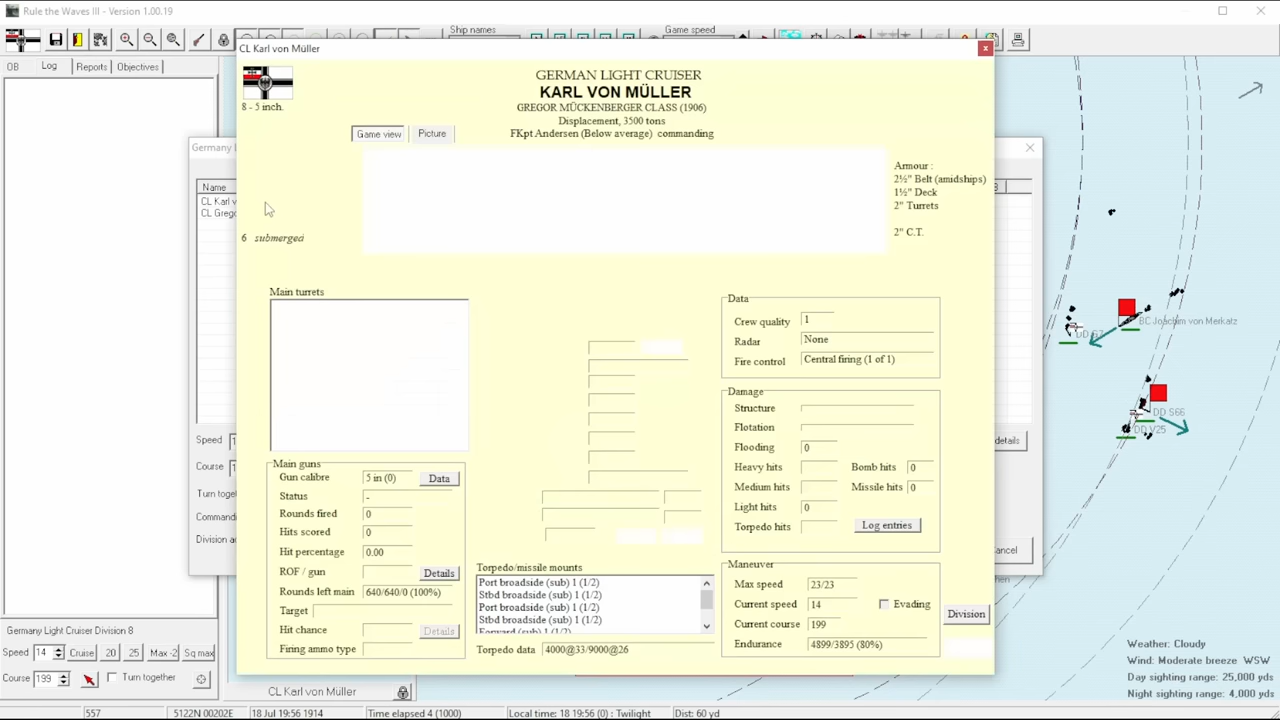 Rule the Waves III - Version 1.00.19
Ship names
Game speed
OB
Log
Reports
Objectives
CL Karl von Müller
8 - 5 inch.
GERMAN LIGHT CRUISER
KARL VON MÜLLER
GREGOR MÜCKENBERGER CLASS (1906)
Displacement, 3500 tons
FKpt Andersen (Below average) commanding
Game view
Picture
Armour :
2½" Belt (amidships)
1½" Deck
2" Turrets
2" C.T.
6 submerged
Germany L
Name
CL Karl v
CL Grego
Main turrets
Data
Crew quality 1
Radar None
Fire control Central firing (1 of 1)
Damage
Structure
Flotation
Flooding 0
Heavy hits
Bomb hits 0
Medium hits
Missile hits 0
Light hits 0
Torpedo hits
Log entries
Main guns
Gun calibre 5 in (0) Data
Status -
Rounds fired 0
Hits scored 0
Hit percentage 0.00
ROF / gun Details
Rounds left main 640/640/0 (100%)
Target
Hit chance Details
Firing ammo type
Torpedo/missile mounts
Port broadside (sub) 1 (1/2)
Stbd broadside (sub) 1 (1/2)
Port broadside (sub) 1 (1/2)
Stbd broadside (sub) 1 (1/2)
Forward (sub) 1 (1/2)
Torpedo data 4000@33/9000@26
Maneuver
Max speed 23/23
Current speed 14 Evading
Current course 199
Endurance 4899/3895 (80%)
Division
Speed 1
Course 1
Turn toget
Command
Division a
details
ancel
BC Joachim von Merkatz
DD S66
DD V25
Germany Light Cruiser Division 8
Speed 14 Cruise 20 25 Max -2 Sq max
Course 199 Turn together
CL Karl von Müller
Weather: Cloudy
Wind: Moderate breeze WSW
Day sighting range: 25,000 yds
Night sighting range: 4,000 yds
557
5122N 00202E
18 Jul 19:56 1914
Time elapsed 4 (1000)
Local time: 18 19:56 (0) : Twilight
Dist: 60 yd